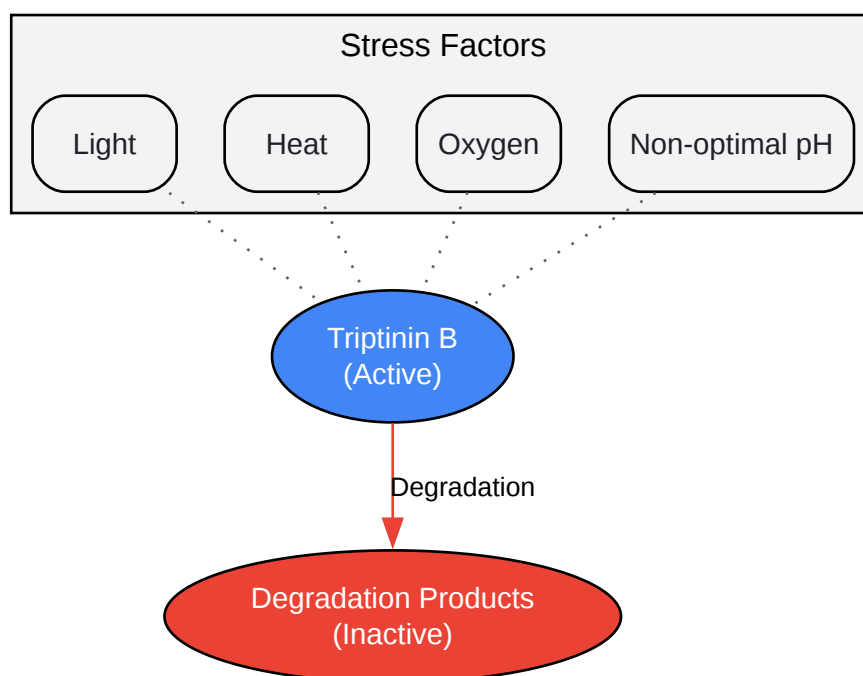 Stress Factors
Light
Heat
Oxygen
Non-optimal pH
Triptinin B
(Active)
Degradation
Degradation Products
(Inactive)